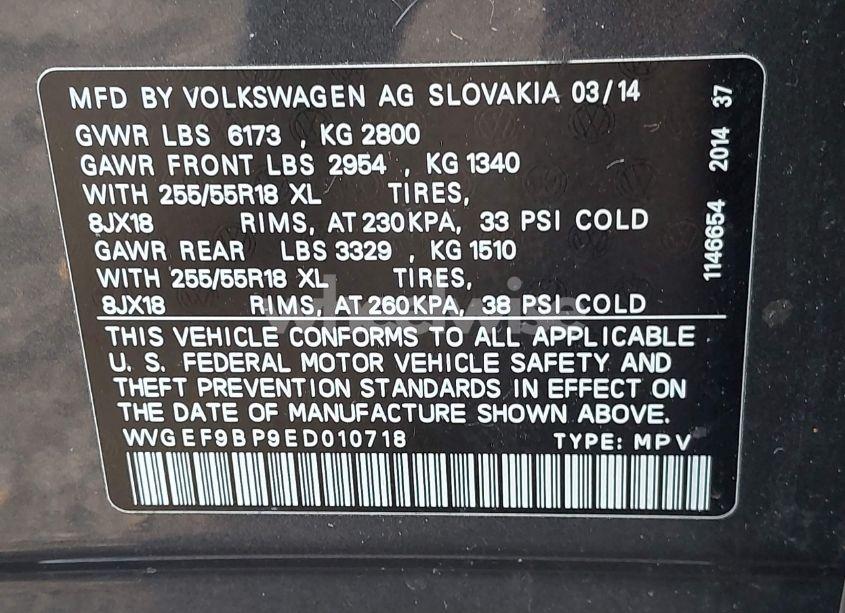 MFD BY VOLKSWAGEN AG SLOVAKIA 03/14
GVWR LBS 6173 , KG 2800
GAWR FRONT LBS 2954 , KG 1340
WITH 255/55R18 XL TIRES,
8JX18 RIMS, AT 230KPA, 33 PSI COLD
GAWR REAR LBS 3329 , KG 1510
WITH 255/55R18 XL TIRES,
8JX18 RIMS, AT 260KPA, 38 PSI COLD
THIS VEHICLE CONFORMS TO ALL APPLICABLE
U. S. FEDERAL MOTOR VEHICLE SAFETY AND
THEFT PREVENTION STANDARDS IN EFFECT ON
THE DATE OF MANUFACTURE SHOWN ABOVE.
WVGEF9BP9ED010718 TYPE: MPV
1146654 2014 37